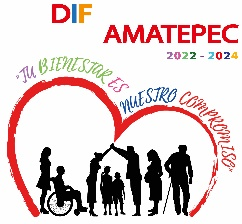 DIF
AMATEPEC
2022 - 2024
"TU BIENESTAR ES
NUESTRO COMPROMISO"